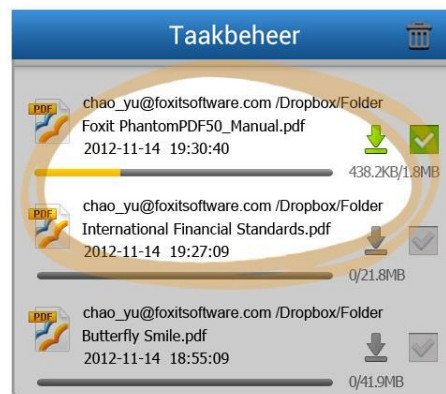 Taakbeheer
PDF
chao_yu@foxitsoftware.com /Dropbox/Folder
Foxit PhantomPDF50_Manual.pdf
2012-11-14 19:30:40
438.2KB/1.8MB
PDF
chao_yu@foxitsoftware.com /Dropbox/Folder
International Financial Standards.pdf
2012-11-14 19:27:09
0/21.8MB
PDF
chao_yu@foxitsoftware.com /Dropbox/Folder
Butterfly Smile.pdf
2012-11-14 18:55:09
0/41.9MB